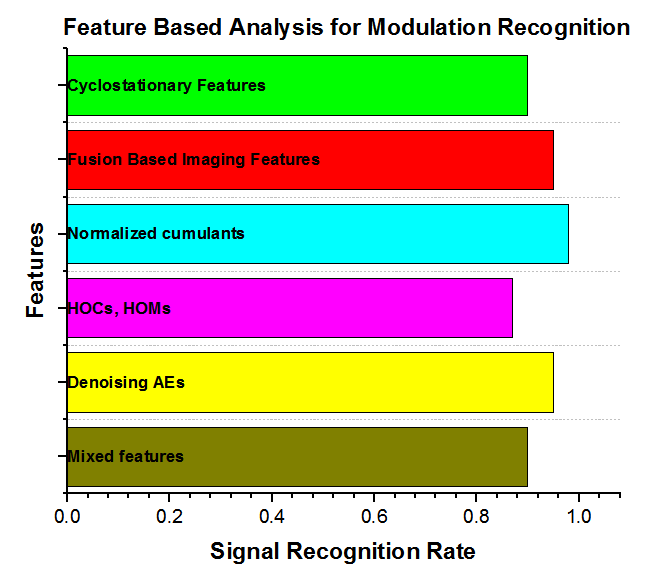 Feature Based Analysis for Modulation Recognition
Cyclostationary Features
Fusion Based Imaging Features
Normalized cumulants
HOCs, HOMs
Denoising AEs
Mixed features
Features
0.0 0.2 0.4 0.6 0.8 1.0
Signal Recognition Rate